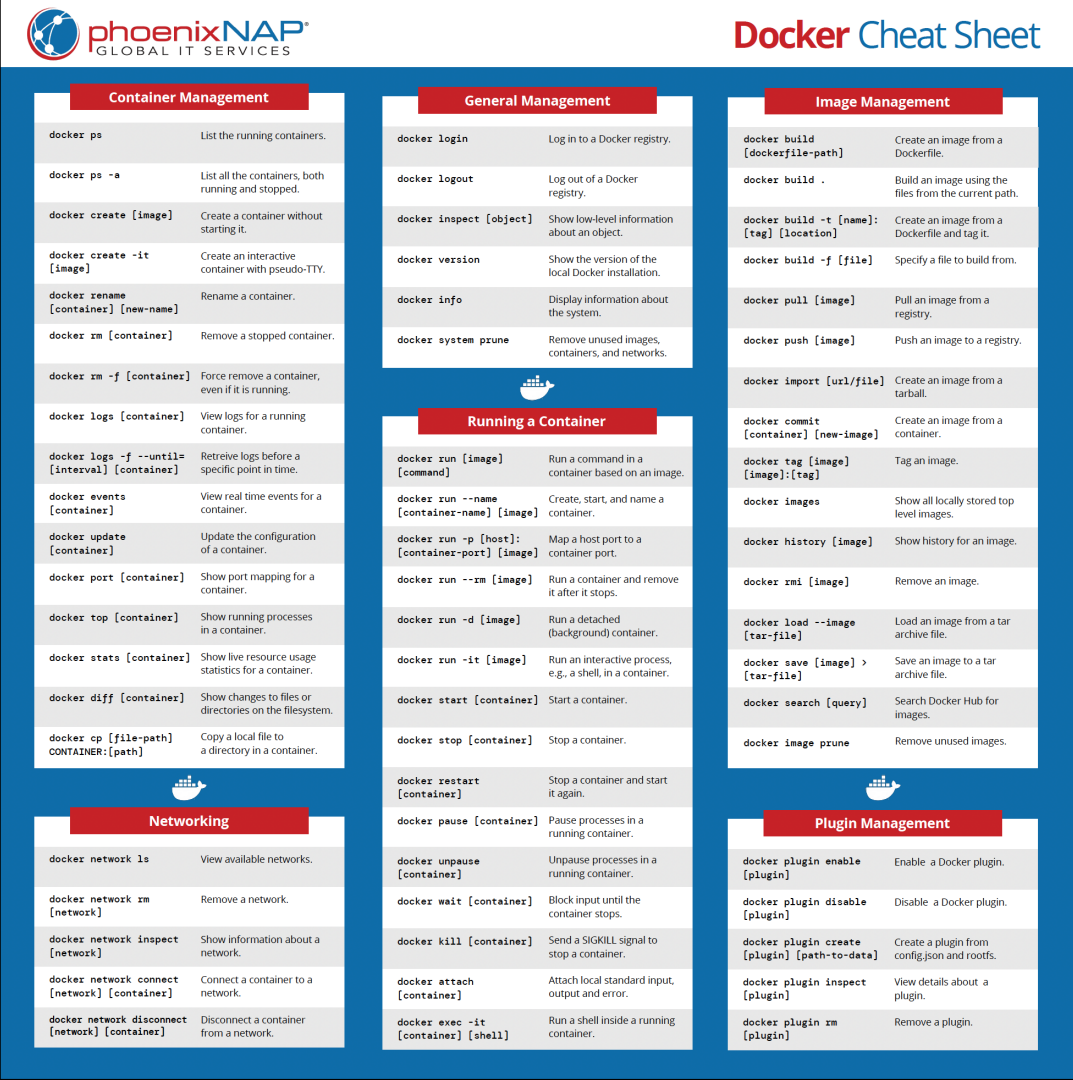 phoenixNAP®
GLOBAL IT SERVICES
Docker Cheat Sheet
Container Management
docker ps
List the running containers.
docker ps -a
List all the containers, both
running and stopped.
docker create [image]
Create a container without
starting it.
docker create -it
[image]
Create an interactive
container with pseudo-TTY.
docker rename
[container] [new-name]
Rename a container.
docker rm [container]
Remove a stopped container.
docker rm -f [container]
Force remove a container,
even if it is running.
docker logs [container]
View logs for a running
container.
docker logs -f --until=
[interval] [container]
Retreive logs before a
specific point in time.
docker events
[container]
View real time events for a
container.
docker update
[container]
Update the configuration
of a container.
docker port [container]
Show port mapping for a
container.
docker top [container]
Show running processes
in a container.
docker stats [container]
Show live resource usage
statistics for a container.
docker diff [container]
Show changes to files or
directories on the filesystem.
docker cp [file-path]
CONTAINER:[path]
Copy a local file to
a directory in a container.
Networking
docker network ls
View available networks.
docker network rm
[network]
Remove a network.
docker network inspect
[network]
Show information about a
network.
docker network connect
[network] [container]
Connect a container to a
network.
docker network disconnect
[network] [container]
Disconnect a container
from a network.
General Management
docker login
Log in to a Docker registry.
docker logout
Log out of a Docker
registry.
docker inspect [object]
Show low-level information
about an object.
docker version
Show the version of the
local Docker installation.
docker info
Display information about
the system.
docker system prune
Remove unused images,
containers, and networks.
Running a Container
docker run [image]
[command]
Run a command in a
container based on an image.
docker run --name
[container-name] [image]
Create, start, and name a
container.
docker run -p [host]:
[container-port] [image]
Map a host port to a
container port.
docker run --rm [image]
Run a container and remove
it after it stops.
docker run -d [image]
Run a detached
(background) container.
docker run -it [image]
Run an interactive process,
e.g., a shell, in a container.
docker start [container]
Start a container.
docker stop [container]
Stop a container.
docker restart
[container]
Stop a container and start
it again.
docker pause [container]
Pause processes in a
running container.
docker unpause
[container]
Unpause processes in a
running container.
docker wait [container]
Block input until the
container stops.
docker kill [container]
Send a SIGKILL signal to
stop a container.
docker attach
[container]
Attach local standard input,
output and error.
docker exec -it
[container] [shell]
Run a shell inside a running
container.
Image Management
docker build
[dockerfile-path]
Create an image from a
Dockerfile.
docker build .
Build an image using the
files from the current path.
docker build -t [name]:
[tag] [location]
Create an image from a
Dockerfile and tag it.
docker build -f [file]
Specify a file to build from.
docker pull [image]
Pull an image from a
registry.
docker push [image]
Push an image to a registry.
docker import [url/file]
Create an image from a
tarball.
docker commit
[container] [new-image]
Create an image from a
container.
docker tag [image]
[image]:[tag]
Tag an image.
docker images
Show all locally stored top
level images.
docker history [image]
Show history for an image.
docker rmi [image]
Remove an image.
docker load --image
[tar-file]
Load an image from a tar
archive file.
docker save [image] >
[tar-file]
Save an image to a tar
archive file.
docker search [query]
Search Docker Hub for
images.
docker image prune
Remove unused images.
Plugin Management
docker plugin enable
[plugin]
Enable a Docker plugin.
docker plugin disable
[plugin]
Disable a Docker plugin.
docker plugin create
[plugin] [path-to-data]
Create a plugin from
config.json and rootfs.
docker plugin inspect
[plugin]
View details about a
plugin.
docker plugin rm
[plugin]
Remove a plugin.